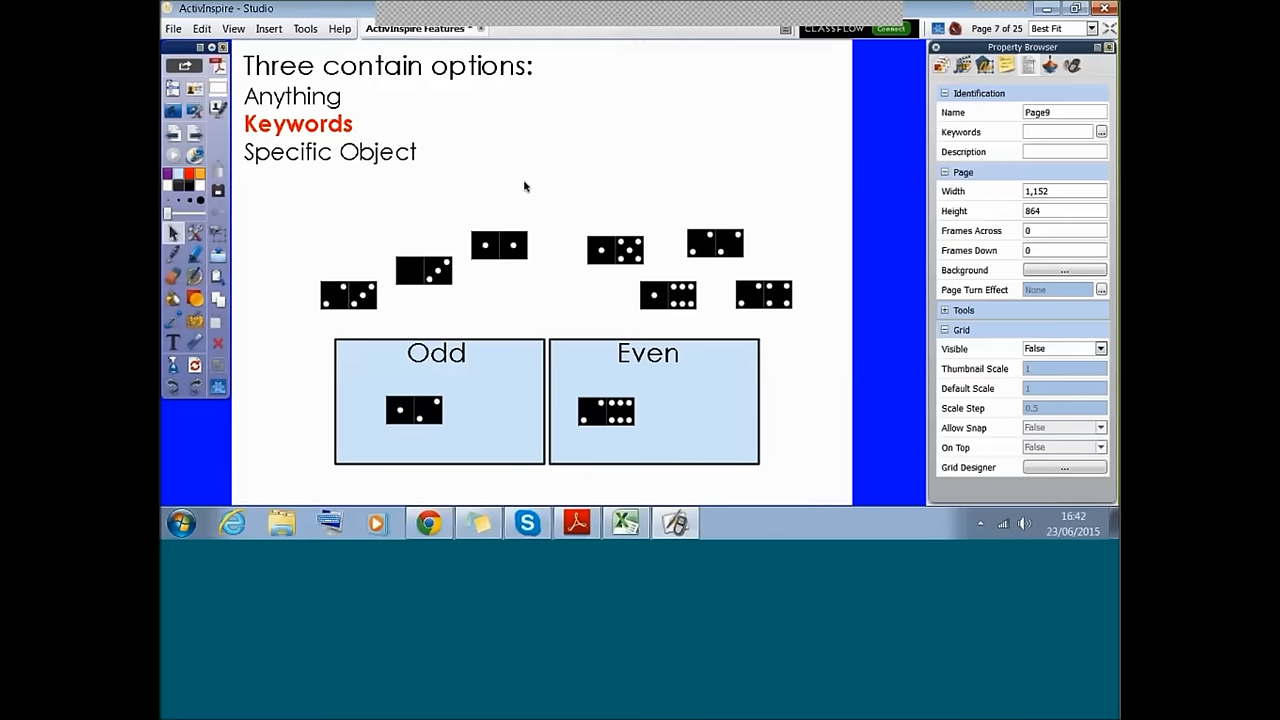 ActivInspire - Studio
File Edit View Insert Tools Help ActivInspire Features * CLASSFLOW Connect Page 7 of 25 Best Fit
Three contain options:
Anything
Keywords
Specific Object
Odd Even
Property Browser
Identification
Name Page9
Keywords ...
Description
Page
Width 1,152
Height 864
Frames Across 0
Frames Down 0
Background ...
Page Turn Effect None ...
Tools
Grid
Visible False
Thumbnail Scale 1
Default Scale 1
Scale Step 0.5
Allow Snap False
On Top False
Grid Designer ...
16:42
23/06/2015